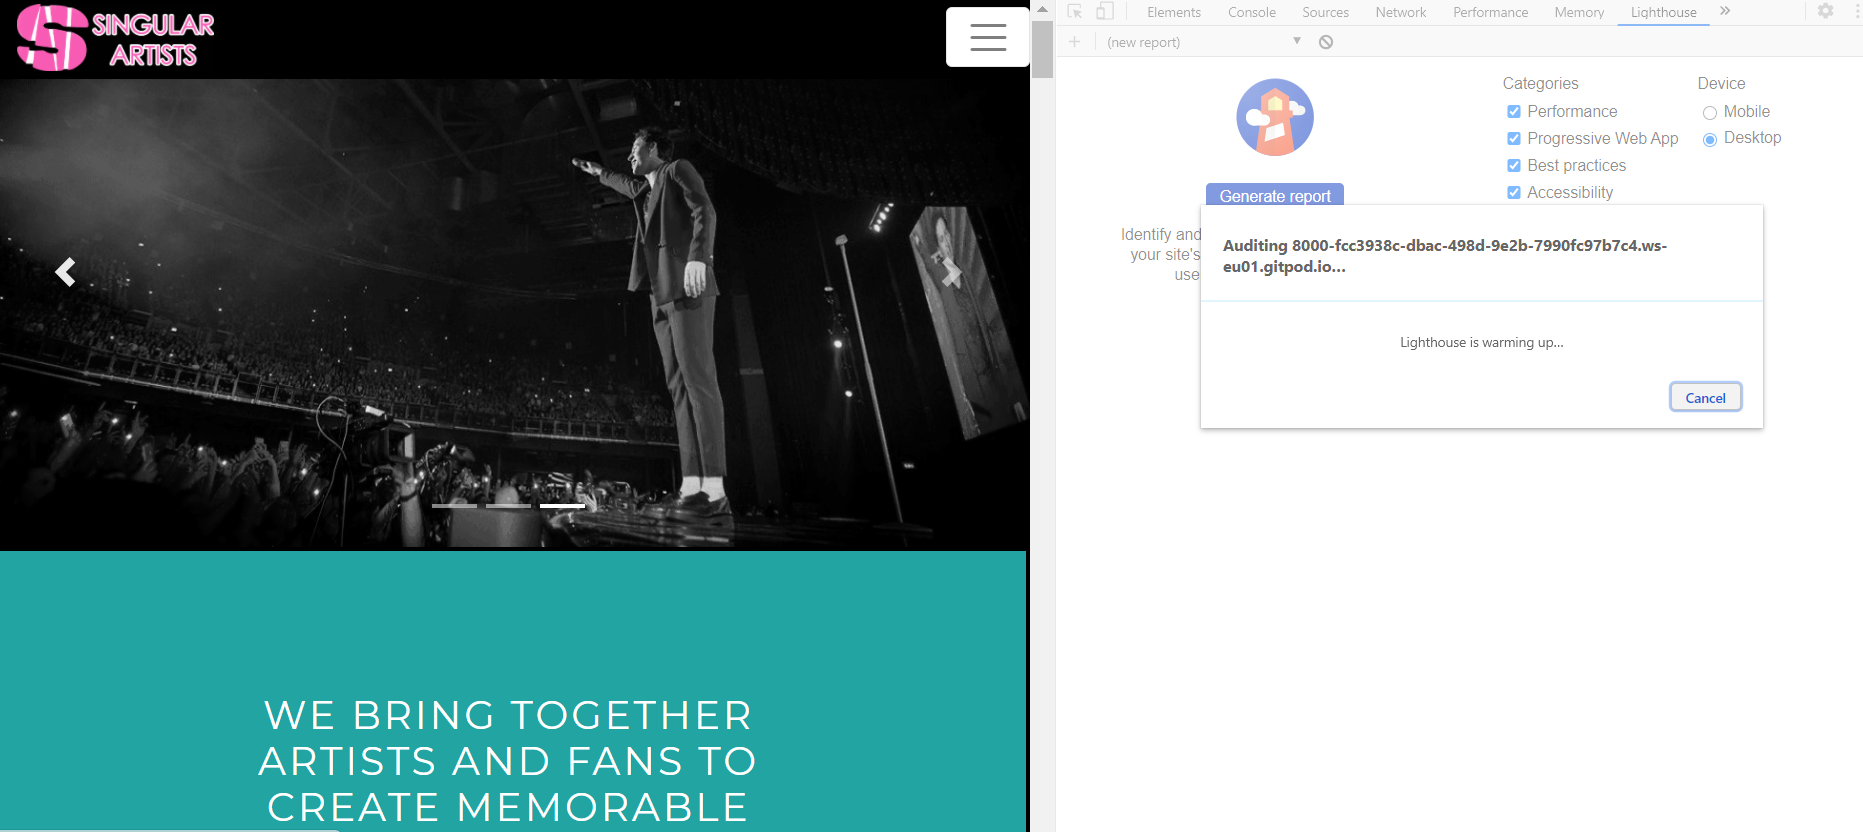 SINGULAR
ARTISTS
WE BRING TOGETHER
ARTISTS AND FANS TO
CREATE MEMORABLE
Elements Console Sources Network Performance Memory Lighthouse »
(new report)
Categories
Performance
Progressive Web App
Best practices
Accessibility
Device
Mobile
Desktop
Generate report
Identify and
your site's
use
Auditing 8000-fcc3938c-dbac-498d-9e2b-7990fc97b7c4.ws-
eu01.gitpod.io...
Lighthouse is warming up...
Cancel